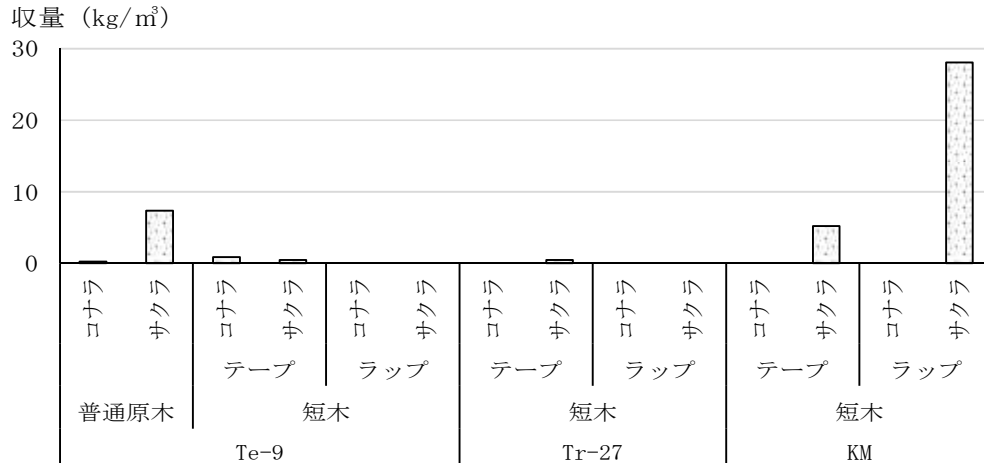 収量 (kg/㎥)
30
20
10
0
コナラ サクラ コナラ サクラ コナラ サクラ コナラ サクラ コナラ サクラ コナラ サクラ コナラ サクラ
テープ ラップ テープ ラップ テープ ラップ
普通原木 短木 短木 短木
Te-9 Tr-27 KM